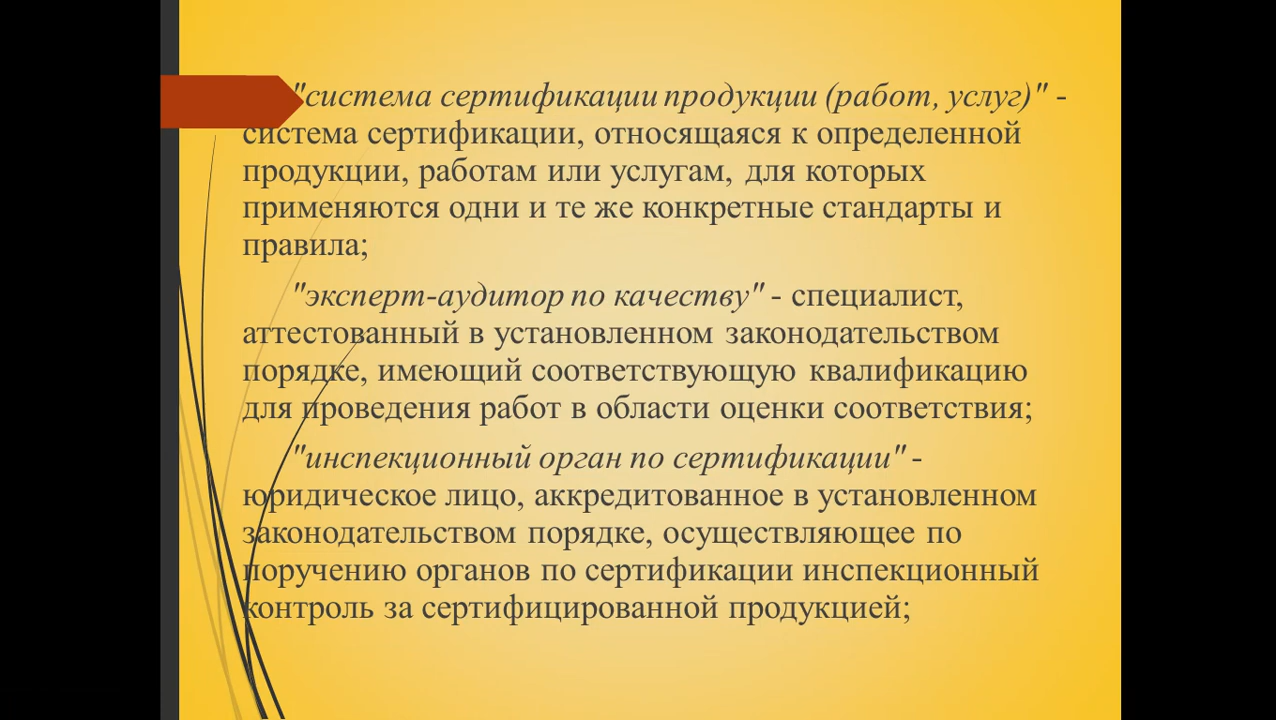 "система сертификации продукции (работ, услуг)" -
система сертификации, относящаяся к определенной
продукции, работам или услугам, для которых
применяются одни и те же конкретные стандарты и
правила;
"эксперт-аудитор по качеству" - специалист,
аттестованный в установленном законодательством
порядке, имеющий соответствующую квалификацию
для проведения работ в области оценки соответствия;
"инспекционный орган по сертификации" -
юридическое лицо, аккредитованное в установленном
законодательством порядке, осуществляющее по
поручению органов по сертификации инспекционный
контроль за сертифицированной продукцией;